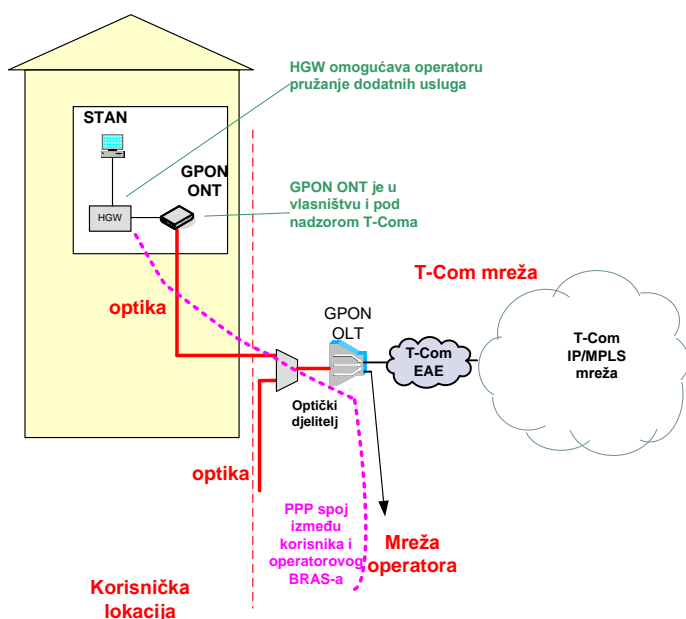 HGW omogućava operatoru
pružanje dodatnih usluga
STAN
GPON
ONT
HGW
GPON ONT je u
vlasništvu i pod
nadzorom T-Coma
T-Com mreža
optika
GPON
OLT
T-Com
EAE
T-Com
IP/MPLS
mreža
Optički
djelitelj
optika
PPP spoj
između
korisnika i
operatorovog
BRAS-a
Mreža
operatora
Korisnička
lokacija